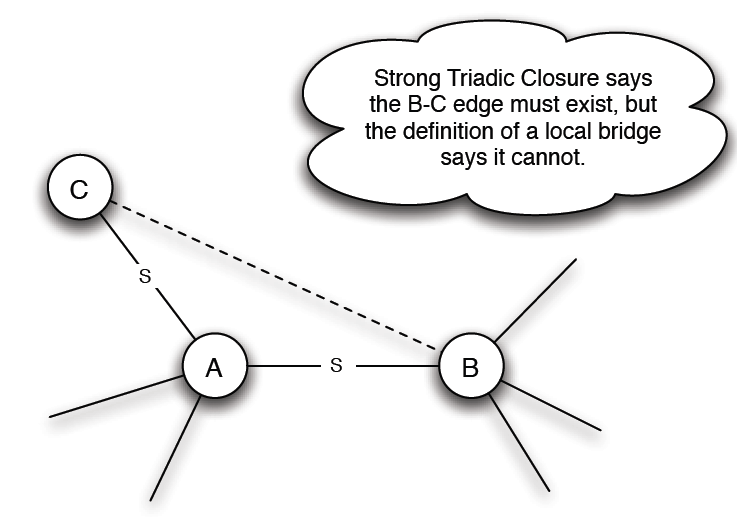 Strong Triadic Closure says
the B-C edge must exist, but
the definition of a local bridge
says it cannot.
C
S
A
S
B